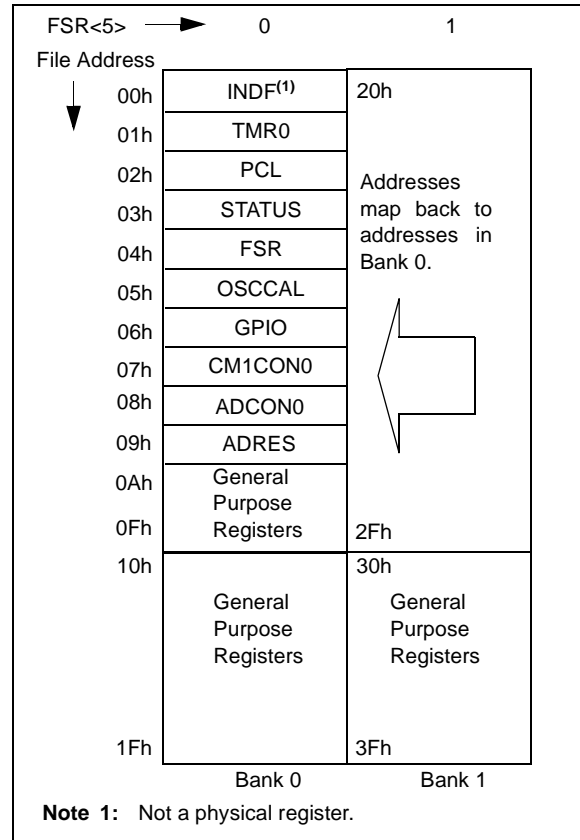 FSR<5> 0 1
File Address
00h INDF(1) 20h
01h TMR0
02h PCL
03h STATUS
04h FSR
05h OSCCAL
06h GPIO
07h CM1CON0
08h ADCON0
09h ADRES
0Ah General
Purpose
0Fh Registers 2Fh
Addresses
map back to
addresses in
Bank 0.
10h 30h
General
Purpose
Registers
General
Purpose
Registers
1Fh 3Fh
Bank 0 Bank 1
Note 1: Not a physical register.